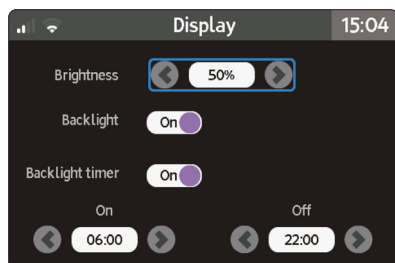 Display 15:04
Brightness 50%
Backlight On
Backlight timer On
On Off
06:00 22:00